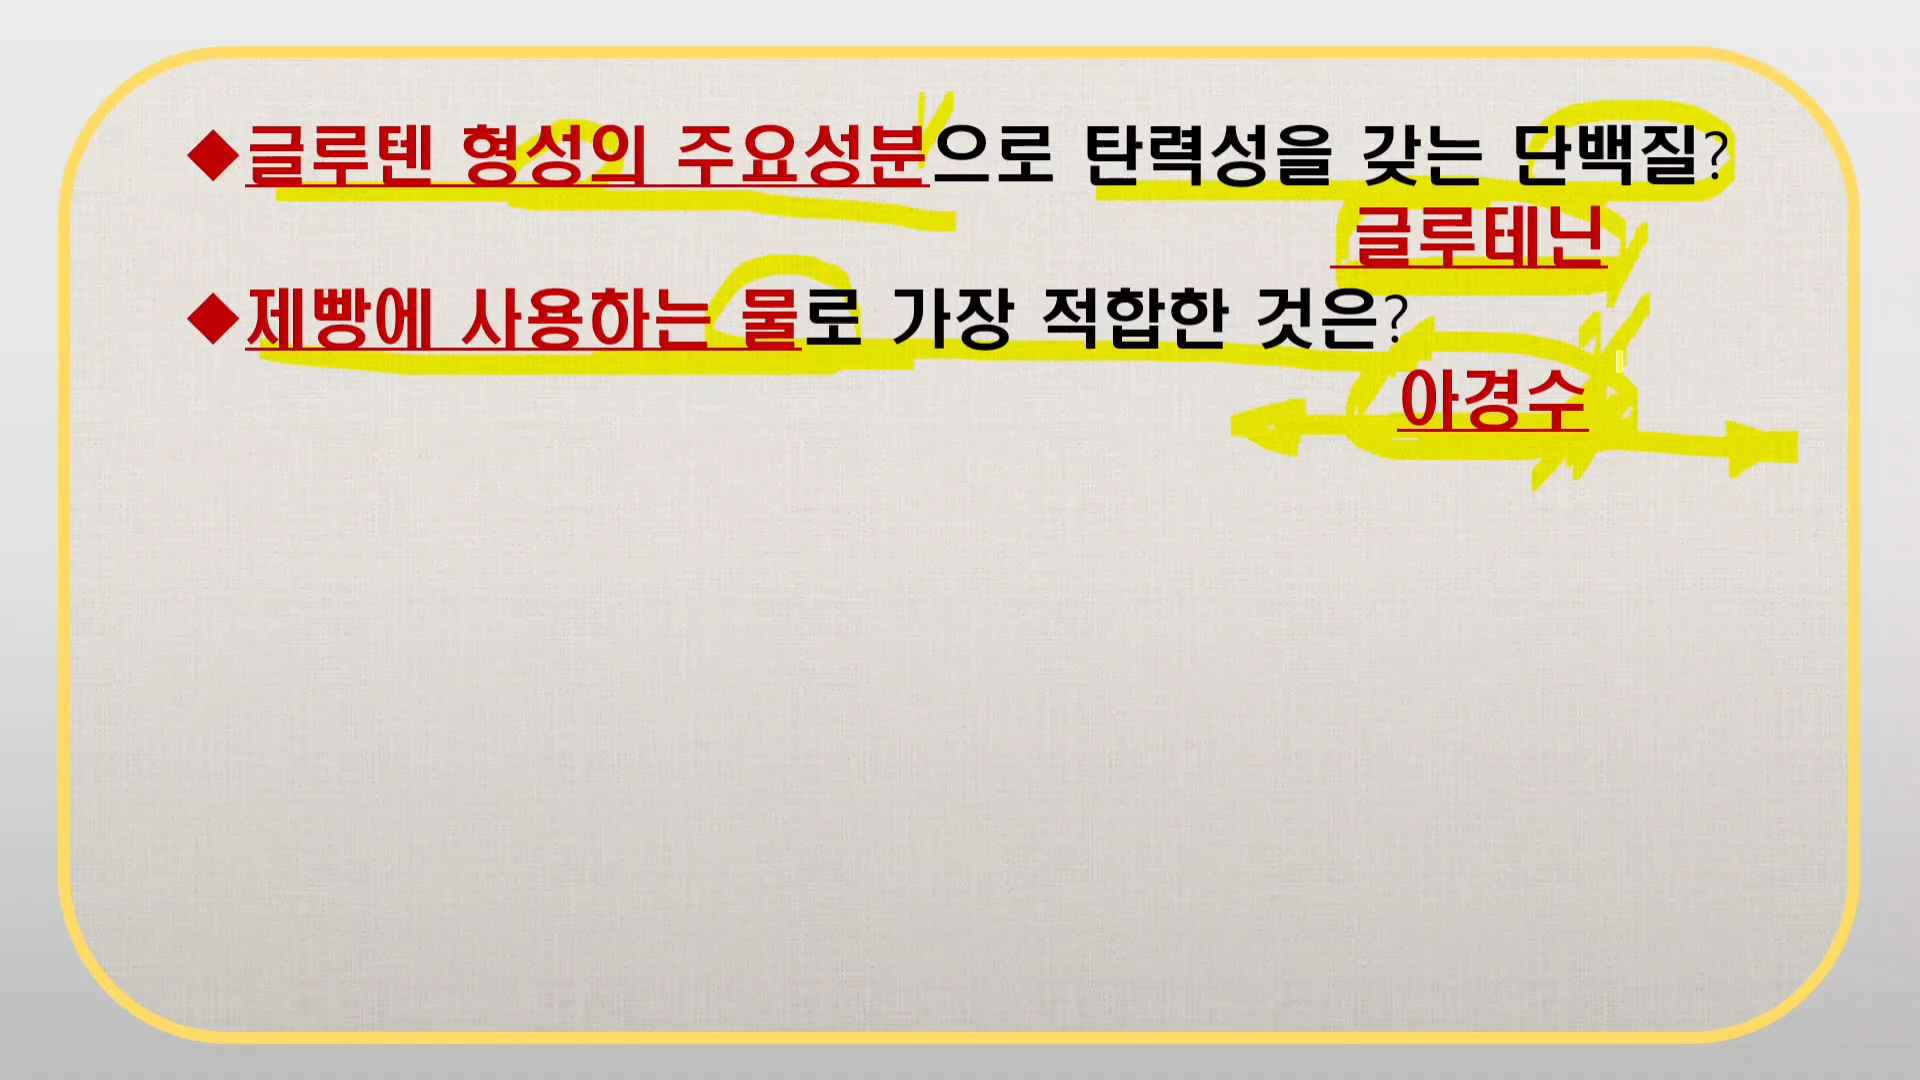 ◆글루텐 형성의 주요성분으로 탄력성을 갖는 단백질?
글루테닌
◆제빵에 사용하는 물로 가장 적합한 것은?
아경수